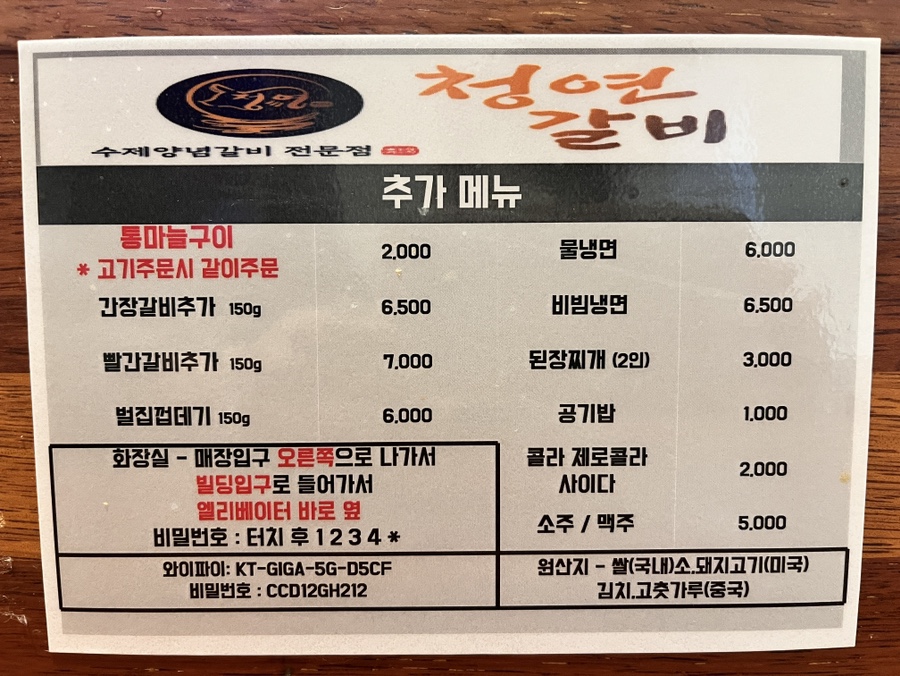 청연
갈비
수제양념갈비 전문점
추가 메뉴
통마늘구이
* 고기주문시 같이주문
2,000
간장갈비추가 150g 6,500
빨간갈비추가 150g 7,000
벌집껍데기 150g 6,000
물냉면 6,000
비빔냉면 6,500
된장찌개 (2인) 3,000
공기밥 1,000
콜라 제로콜라
사이다
2,000
소주 / 맥주 5,000
화장실 - 매장입구 오른쪽으로 나가서
빌딩입구로 들어가서
엘리베이터 바로 옆
비밀번호 : 터치 후 1 2 3 4 *
와이파이: KT-GIGA-5G-D5CF
비밀번호 : CCD12GH212
원산지 - 쌀(국내)소.돼지고기(미국)
김치.고춧가루(중국)